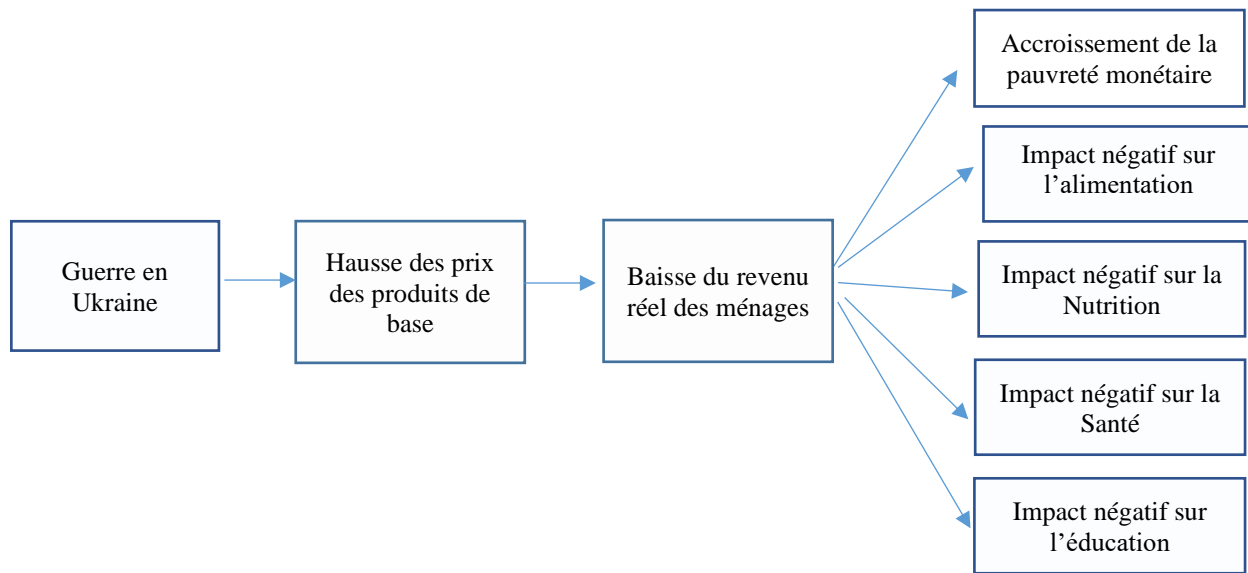 Guerre en
Ukraine
Hausse des prix
des produits de
base
Baisse du revenu
réel des ménages
Accroissement de la
pauvreté monétaire
Impact négatif sur
l’alimentation
Impact négatif sur la
Nutrition
Impact négatif sur la
Santé
Impact négatif sur
l’éducation